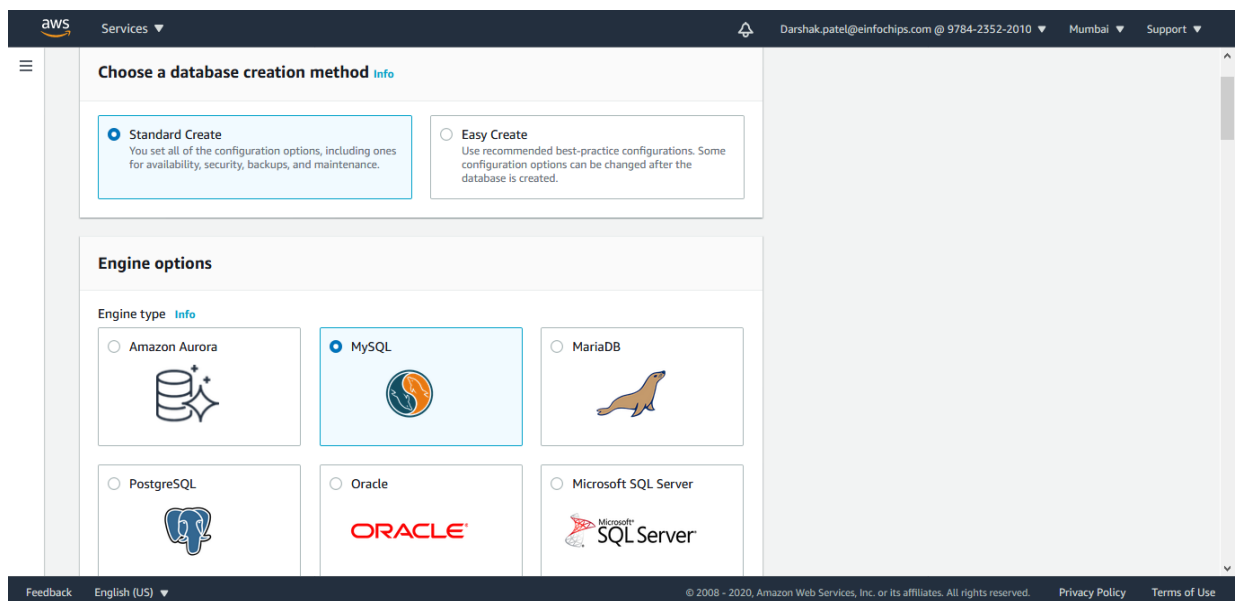 aws
Services ▼
Darshak.patel@einfochips.com @ 9784-2352-2010 ▼
Mumbai ▼
Support ▼
Choose a database creation method Info
Standard Create
You set all of the configuration options, including ones
for availability, security, backups, and maintenance.
Easy Create
Use recommended best-practice configurations. Some
configuration options can be changed after the
database is created.
Engine options
Engine type Info
Amazon Aurora
MySQL
MariaDB
PostgreSQL
Oracle
ORACLE
Microsoft SQL Server
Microsoft
SQL Server
Feedback
English (US) ▼
© 2008 - 2020, Amazon Web Services, Inc. or its affiliates. All rights reserved.
Privacy Policy
Terms of Use